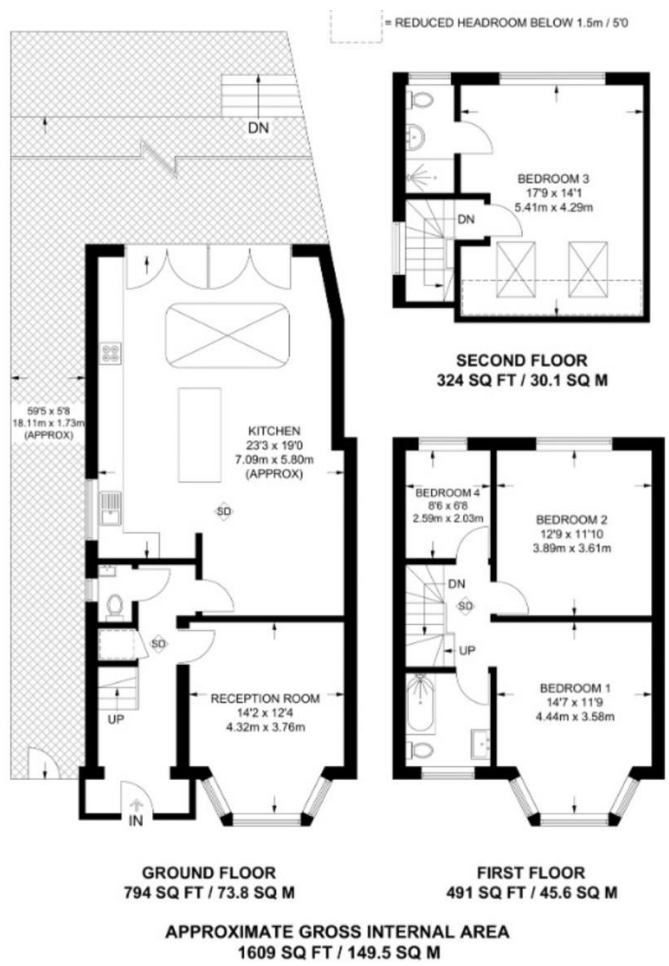 = REDUCED HEADROOM BELOW 1.5m / 5'0
DN
BEDROOM 3
17'9 x 14'1
5.41m x 4.29m
DN
SECOND FLOOR
324 SQ FT / 30.1 SQ M
59'5 x 5'8
18.11m x 1.73m
(APPROX)
KITCHEN
23'3 x 19'0
7.09m x 5.80m
(APPROX)
SD
SD
UP
RECEPTION ROOM
14'2 x 12'4
4.32m x 3.76m
IN
BEDROOM 4
8'6 x 6'8
2.59m x 2.03m
BEDROOM 2
12'9 x 11'10
3.89m x 3.61m
DN
SD
UP
BEDROOM 1
14'7 x 11'9
4.44m x 3.58m
GROUND FLOOR
794 SQ FT / 73.8 SQ M
FIRST FLOOR
491 SQ FT / 45.6 SQ M
APPROXIMATE GROSS INTERNAL AREA
1609 SQ FT / 149.5 SQ M